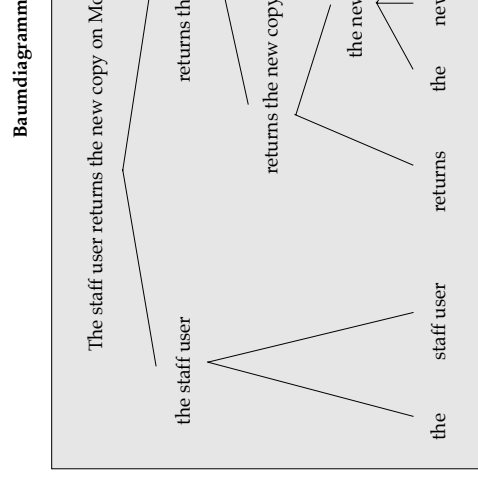 Baumdiagramm
The staff user returns the new copy on Mo
the staff user returns th
returns the new copy
the new
the staff user returns the new